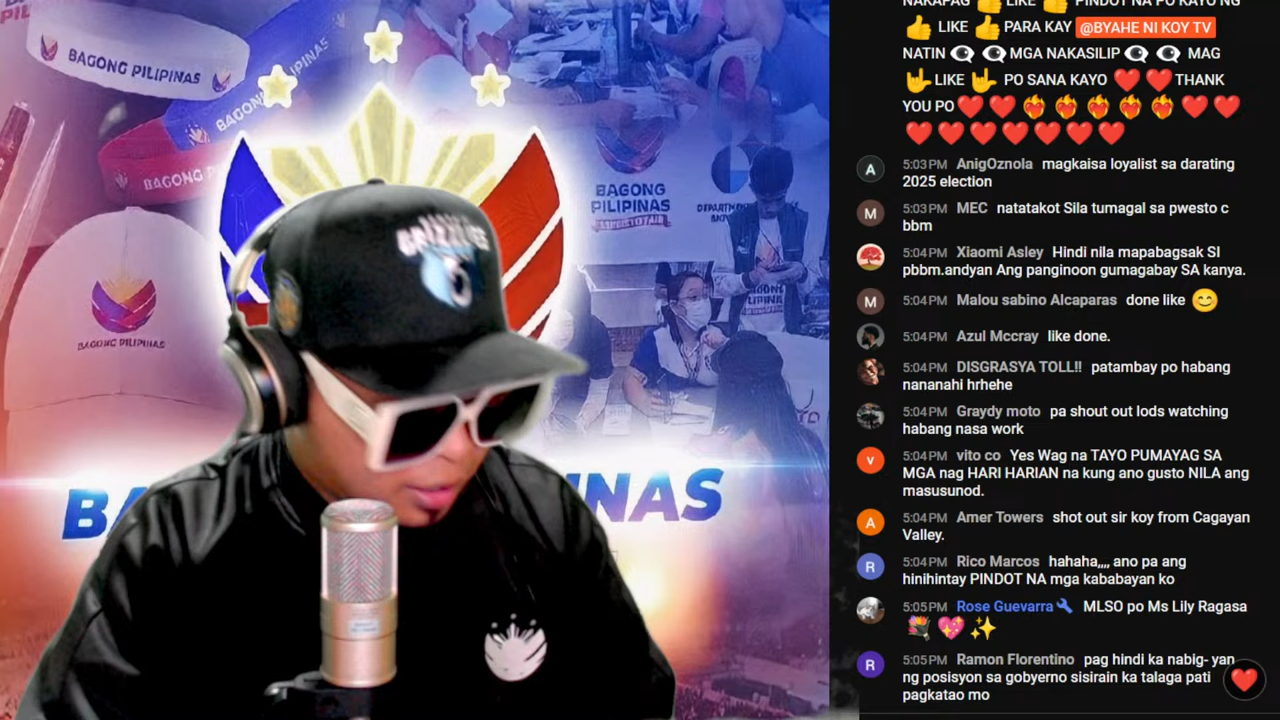 BAGONG PILIPINAS
BAGONG PILIPINAS
BAGONG
BAGONG PILIPINAS
BAGONG
PILIPINAS
GRIZZLIES
NAKAPAG 👍 LIKE 👍 PINDOT NA PO KAYO NG
👍 LIKE 👍 PARA KAY @BYAHE NI KOY TV
NATIN 👁 👁 MGA NAKASILIP 👁 👁 MAG
🤟 LIKE 🤟 PO SANA KAYO ❤️ ❤️ THANK
YOU PO ❤️ ❤️ ❤️‍🔥 ❤️‍🔥 ❤️‍🔥 ❤️‍🔥 ❤️‍🔥 ❤️ ❤️
❤️ ❤️ ❤️ ❤️ ❤️ ❤️ ❤️
A 5:03 PM AnigOznola magkaisa loyalist sa darating
2025 election
M 5:03 PM MEC natatakot Sila tumagal sa pwesto c
bbm
5:04 PM Xiaomi Asley Hindi nila mapabagsak SI
pbbm.andyan Ang panginoon gumagabay SA kanya.
M 5:04 PM Malou sabino Alcaparas done like 😊
5:04 PM Azul Mccray like done.
5:04 PM DISGRASYA TOLL!! patambay po habang
nananahi hrhehe
5:04 PM Graydy moto pa shout out lods watching
habang nasa work
v 5:04 PM vito co Yes Wag na TAYO PUMAYAG SA
MGA nag HARI HARIAN na kung ano gusto NILA ang
masusunod.
A 5:04 PM Amer Towers shot out sir koy from Cagayan
Valley.
R 5:04 PM Rico Marcos hahaha,,,, ano pa ang
hinihintay PINDOT NA mga kababayan ko
5:05 PM Rose Guevarra 🔧 MLSO po Ms Lily Ragasa
💐 💖 ✨
R 5:05 PM Ramon Florentino pag hindi ka nabig- yan
ng posisyon sa gobyerno sisirain ka talaga pati
pagkatao mo